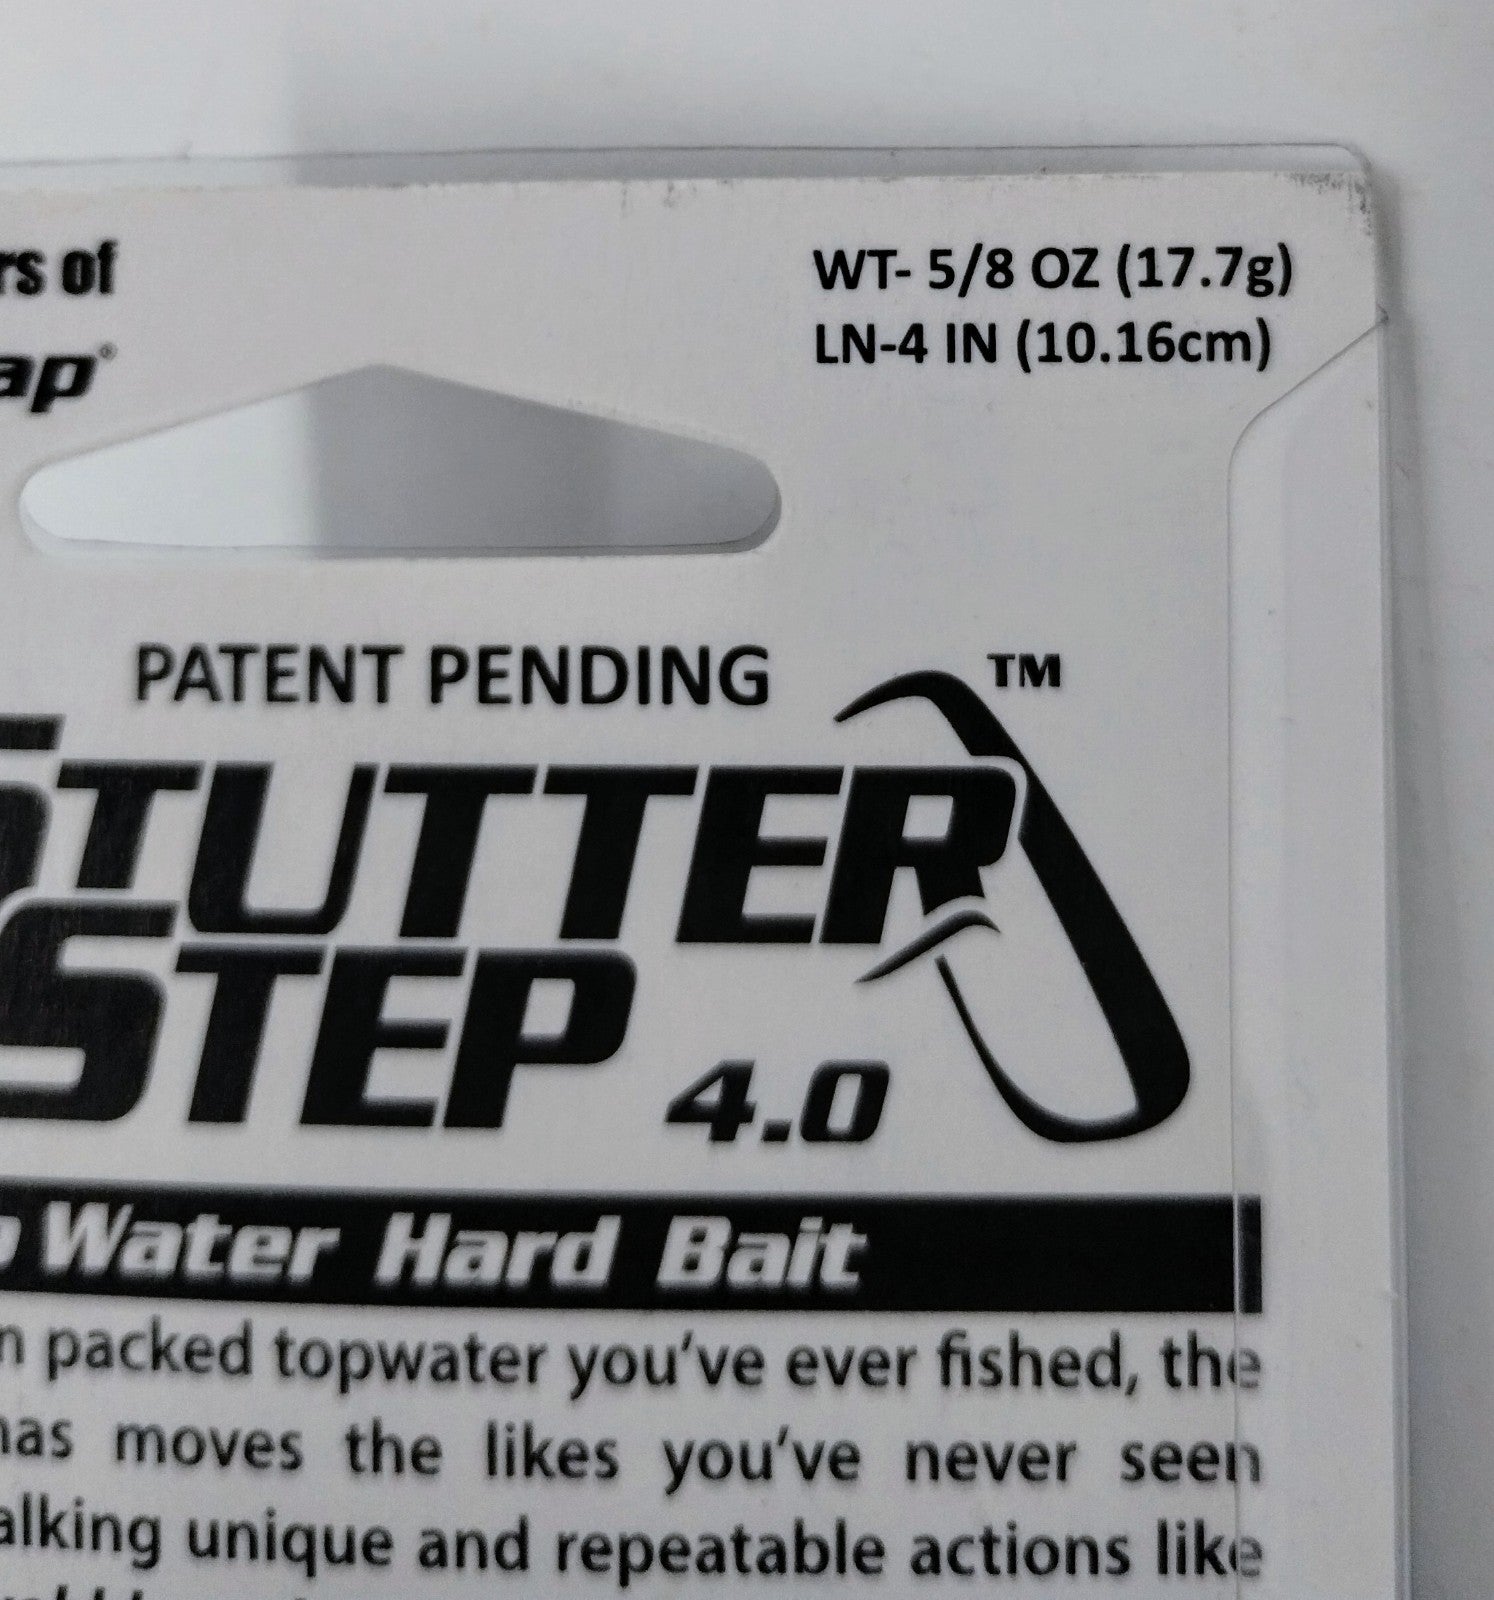 rs of
WT- 5/8 OZ (17.7g)
ap®
LN-4 IN (10.16cm)
PATENT PENDING
STUTTER™
STEP 4.0
Water Hard Bait
packed topwater you've ever fished, the
has moves the likes you've never seen
alking unique and repeatable actions like